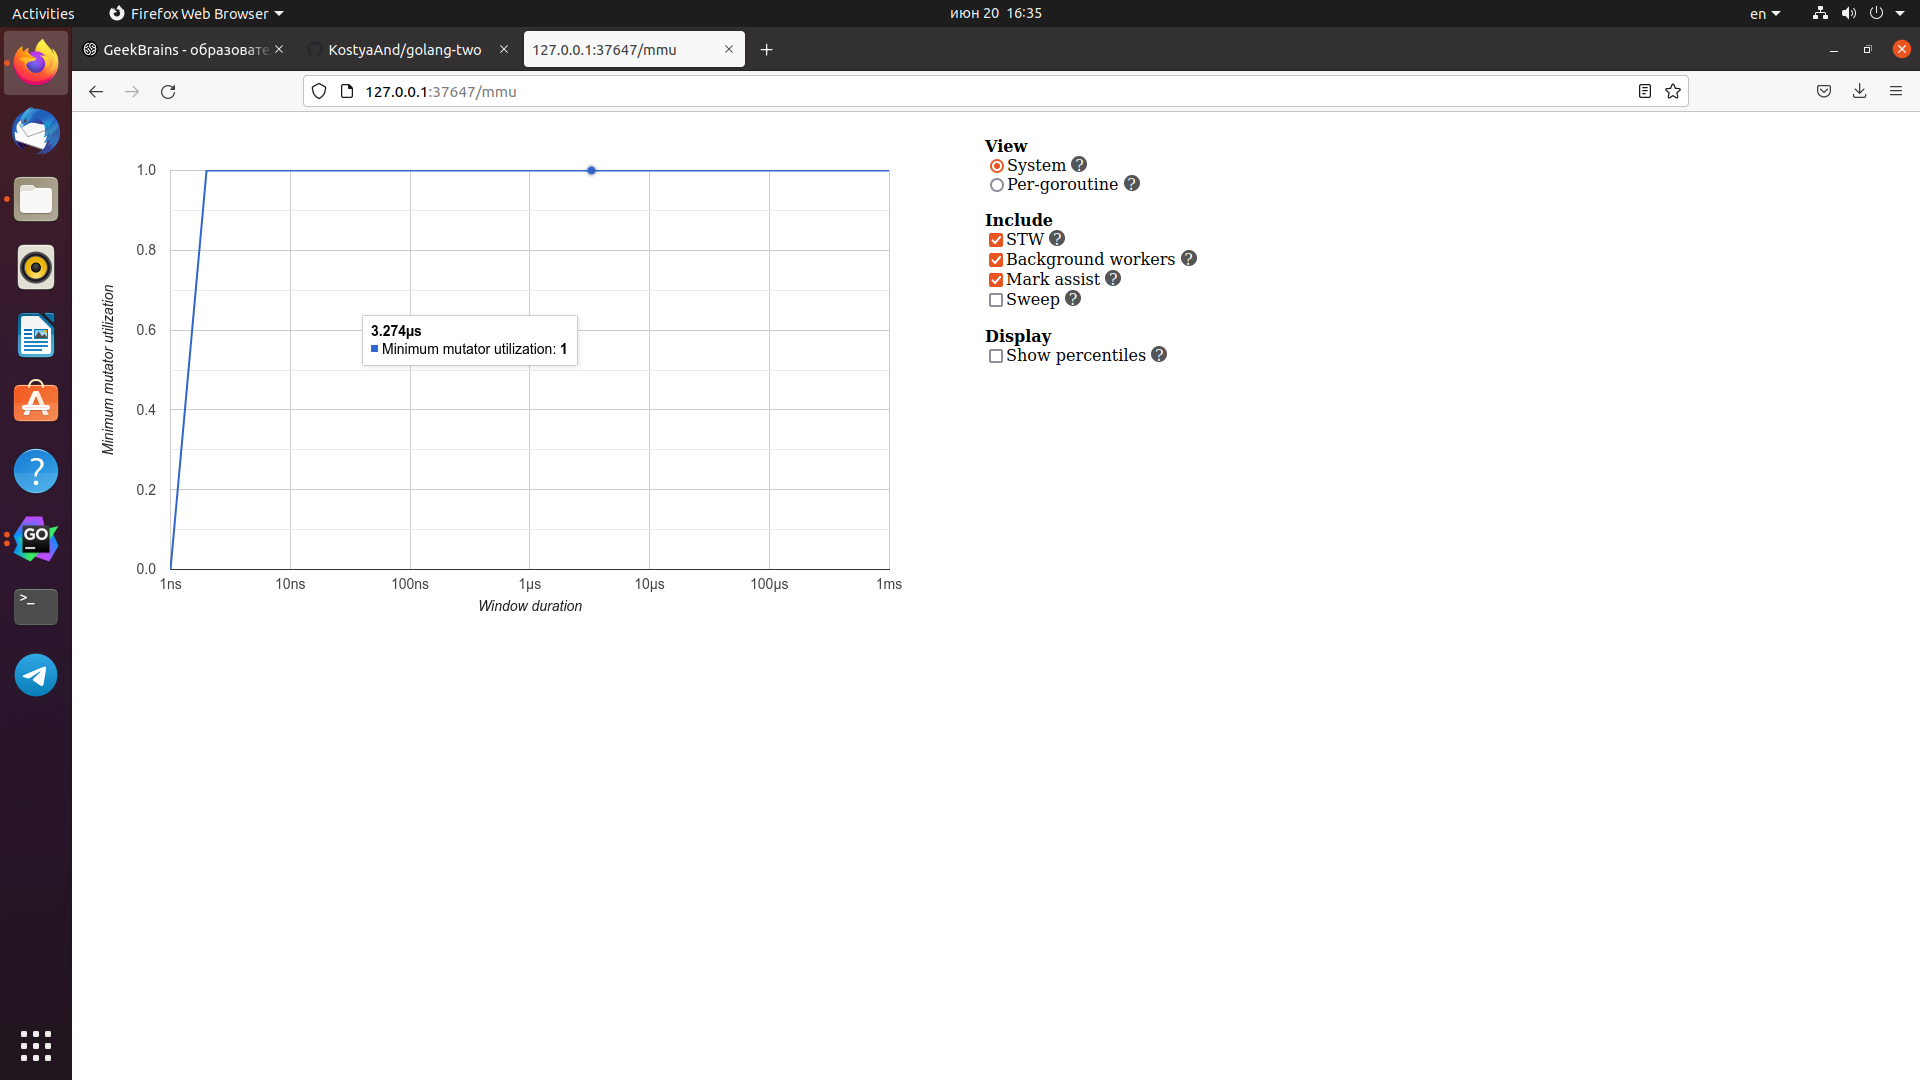 Activities
Firefox Web Browser
июн 20 16:35
en
GeekBrains - образовате
KostyaAnd/golang-two
127.0.0.1:37647/mmu
127.0.0.1:37647/mmu
1.0
0.8
0.6
0.4
0.2
0.0
Minimum mutator utilization
3.274µs
Minimum mutator utilization: 1
1ns
10ns
100ns
1µs
10µs
100µs
1ms
Window duration
View
System ?
Per-goroutine ?
Include
STW ?
Background workers ?
Mark assist ?
Sweep ?
Display
Show percentiles ?
?
GO
>_